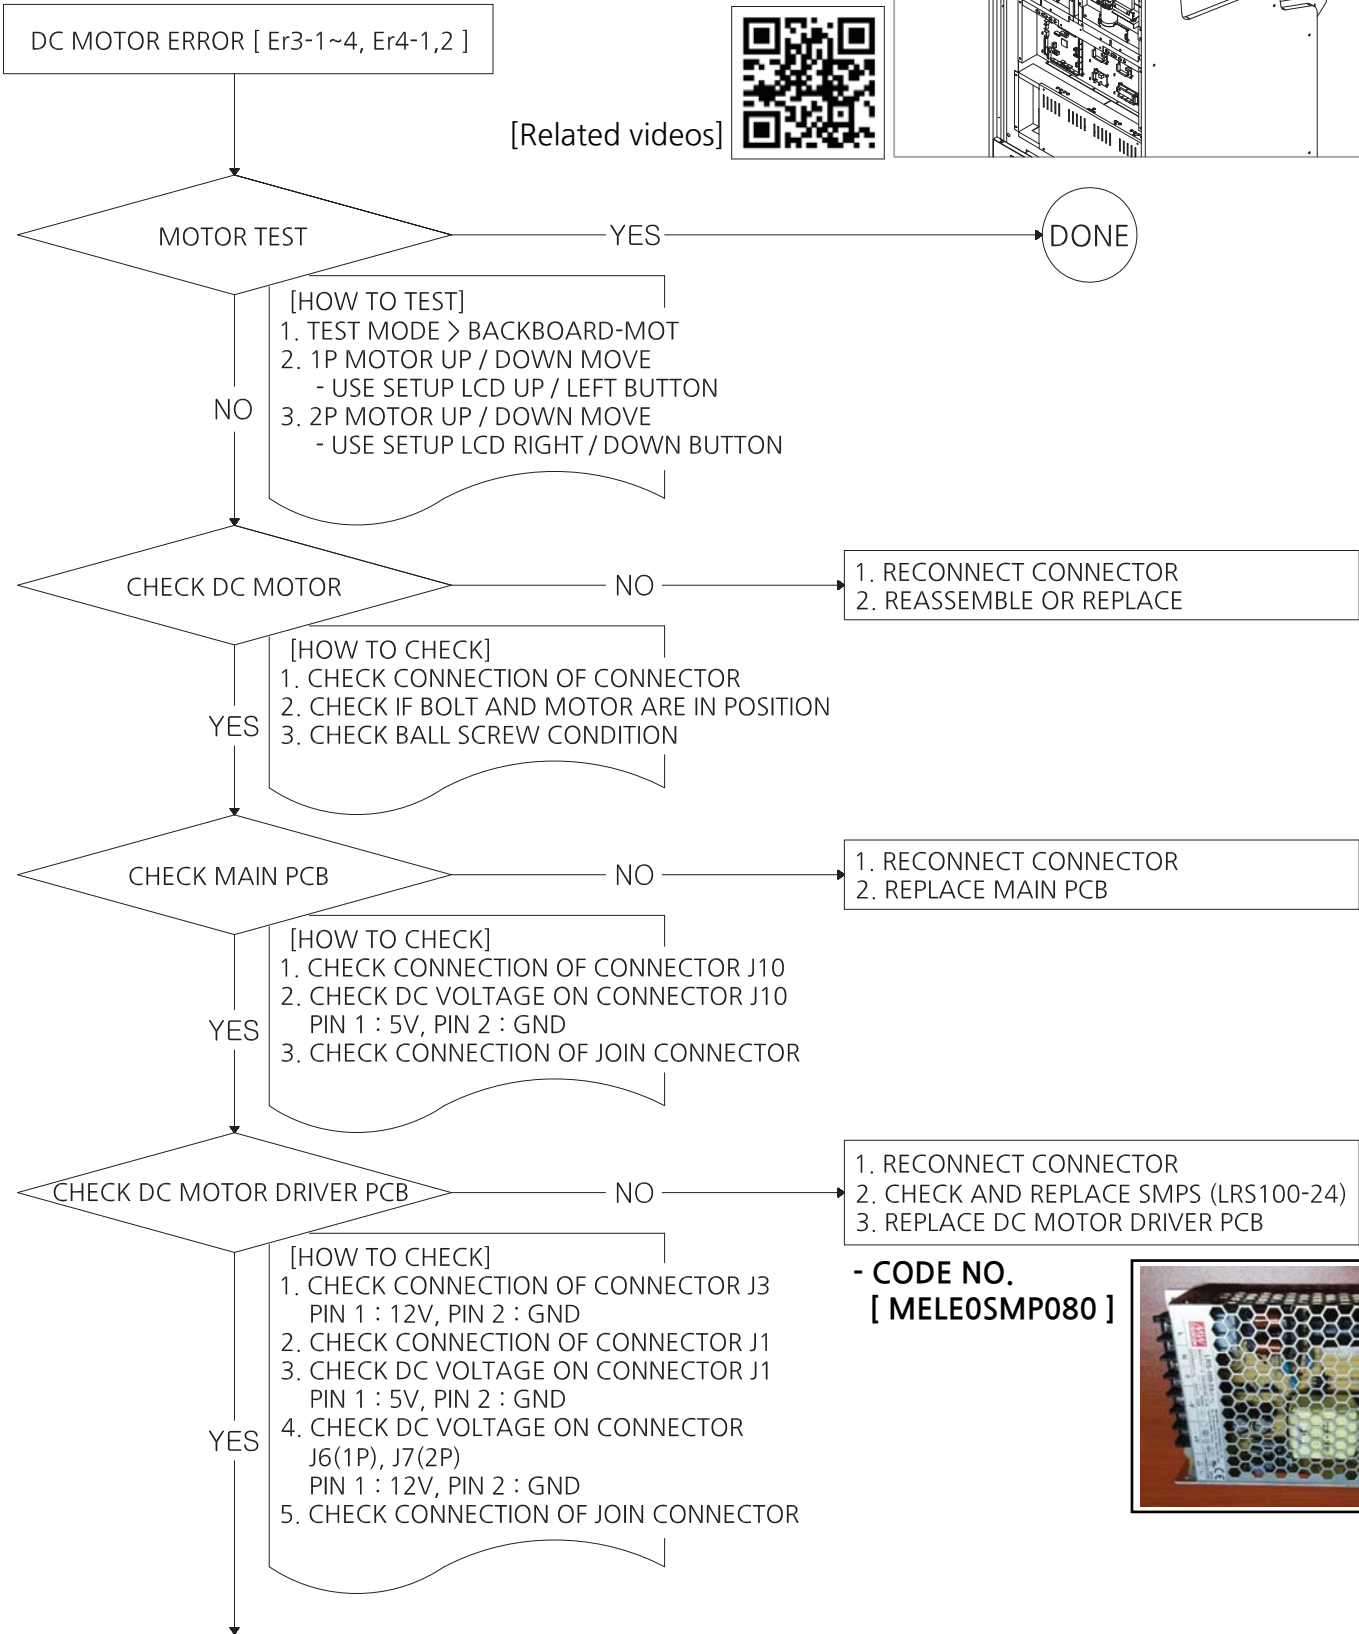 DC MOTOR ERROR [ Er3-1~4, Er4-1,2 ]
[Related videos]
MOTOR TEST
YES
DONE
[HOW TO TEST]
1. TEST MODE > BACKBOARD-MOT
2. 1P MOTOR UP / DOWN MOVE
- USE SETUP LCD UP / LEFT BUTTON
3. 2P MOTOR UP / DOWN MOVE
- USE SETUP LCD RIGHT / DOWN BUTTON
NO
CHECK DC MOTOR
NO
1. RECONNECT CONNECTOR
2. REASSEMBLE OR REPLACE
[HOW TO CHECK]
1. CHECK CONNECTION OF CONNECTOR
2. CHECK IF BOLT AND MOTOR ARE IN POSITION
3. CHECK BALL SCREW CONDITION
YES
CHECK MAIN PCB
NO
1. RECONNECT CONNECTOR
2. REPLACE MAIN PCB
[HOW TO CHECK]
1. CHECK CONNECTION OF CONNECTOR J10
2. CHECK DC VOLTAGE ON CONNECTOR J10
PIN 1 : 5V, PIN 2 : GND
3. CHECK CONNECTION OF JOIN CONNECTOR
YES
CHECK DC MOTOR DRIVER PCB
NO
1. RECONNECT CONNECTOR
2. CHECK AND REPLACE SMPS (LRS100-24)
3. REPLACE DC MOTOR DRIVER PCB
- CODE NO.
[ MELE0SMP080 ]
[HOW TO CHECK]
1. CHECK CONNECTION OF CONNECTOR J3
PIN 1 : 12V, PIN 2 : GND
2. CHECK CONNECTION OF CONNECTOR J1
3. CHECK DC VOLTAGE ON CONNECTOR J1
PIN 1 : 5V, PIN 2 : GND
4. CHECK DC VOLTAGE ON CONNECTOR
J6(1P), J7(2P)
PIN 1 : 12V, PIN 2 : GND
5. CHECK CONNECTION OF JOIN CONNECTOR
YES